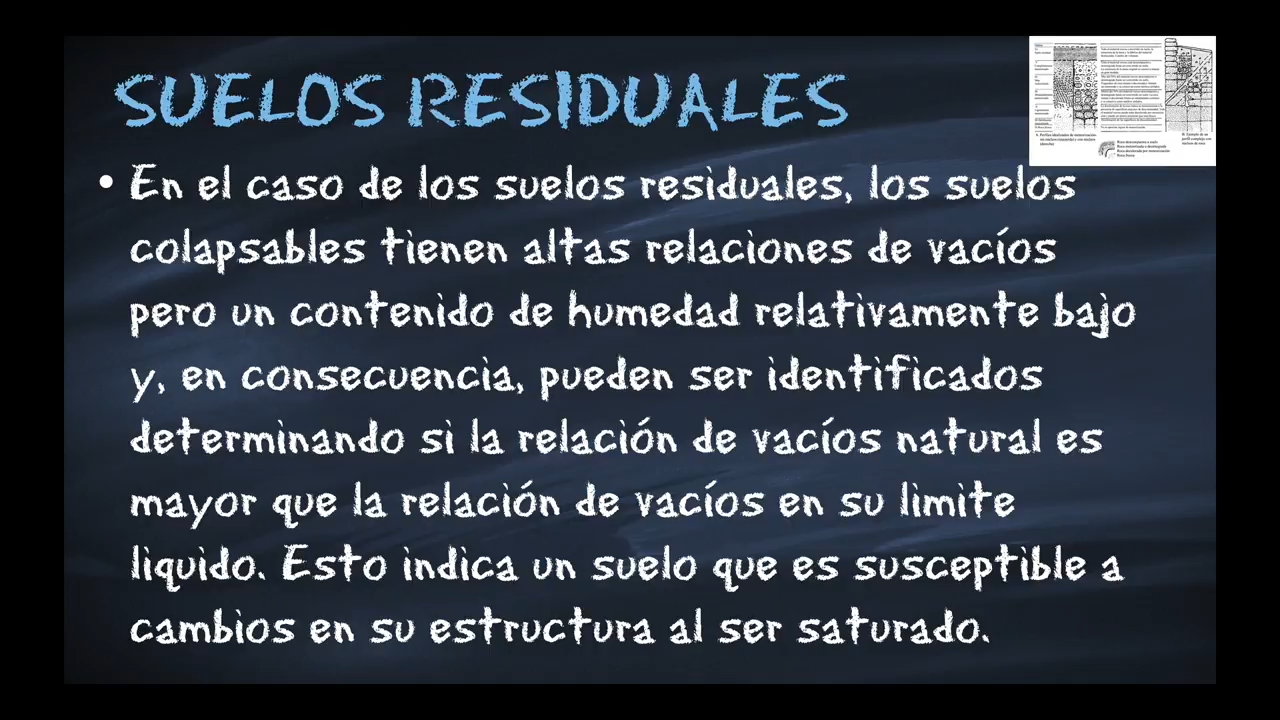 SUELOS ESIDUALES
• En el caso de los suelos residuales, los suelos
colapsables tienen altas relaciones de vacíos
pero un contenido de humedad relativamente bajo
y, en consecuencia, pueden ser identificados
determinando si la relación de vacíos natural es
mayor que la relación de vacíos en su limite
liquido. Esto indica un suelo que es susceptible a
cambios en su estructura al ser saturado.